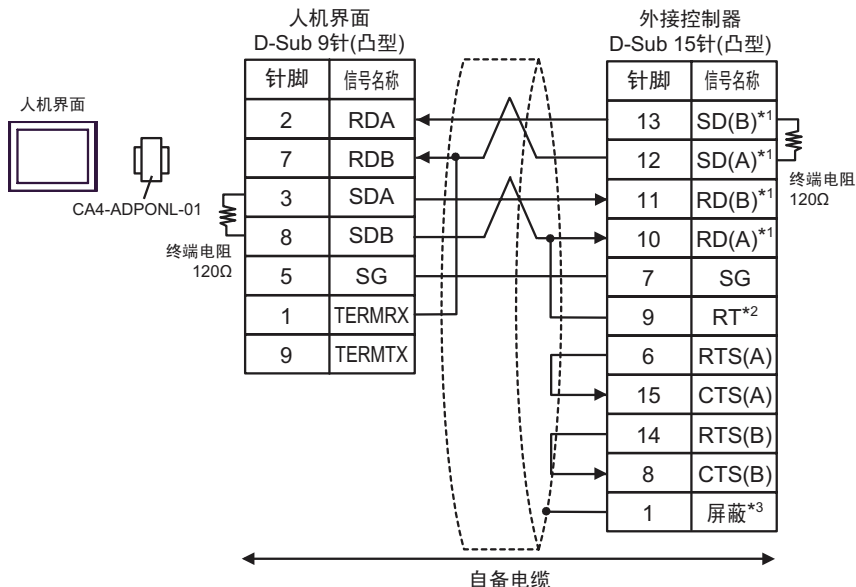 人机界面
D-Sub 9针(凸型)
外接控制器
D-Sub 15针(凸型)
人机界面
CA4-ADPONL-01
针脚 信号名称
2 RDA
7 RDB
3 SDA
8 SDB
5 SG
1 TERMRX
9 TERMTX
终端电阻
120Ω
针脚 信号名称
13 SD(B)*1
12 SD(A)*1
11 RD(B)*1
10 RD(A)*1
7 SG
9 RT*2
6 RTS(A)
15 CTS(A)
14 RTS(B)
8 CTS(B)
1 屏蔽*3
终端电阻
120Ω
自备电缆